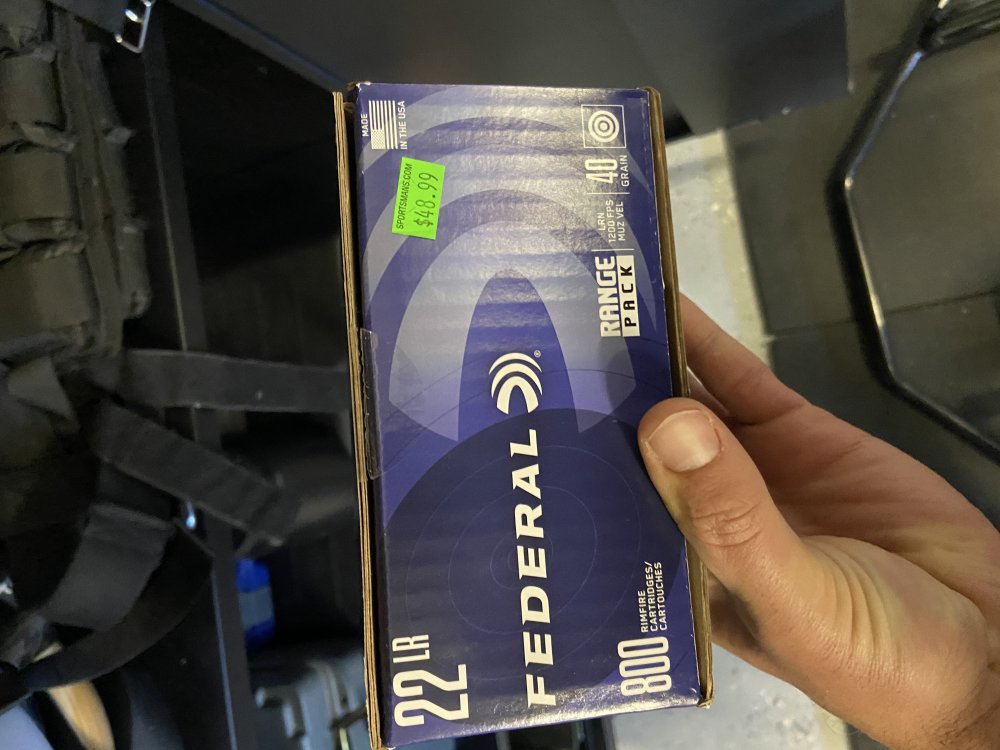 22 LR
SPORTSMANS.COM
$48.99
MADE
IN THE USA
FEDERAL®
800
RIMFIRE
CARTRIDGES/
CARTOUCHES
RANGE
PACK
LRN
1200 FPS
MUZ VEL
40
GRAIN